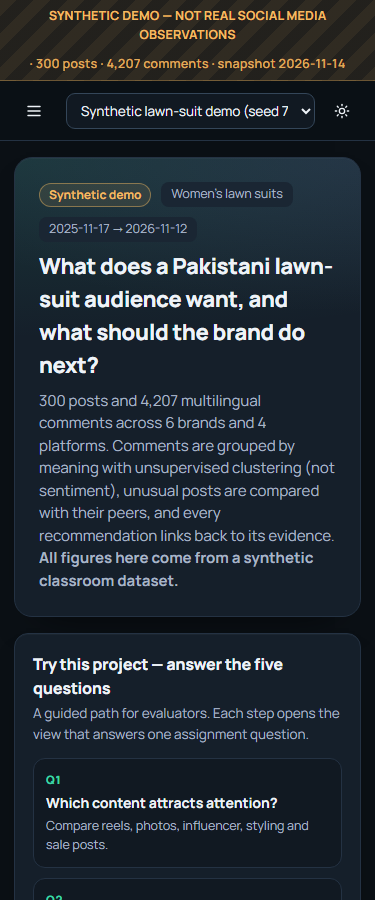 SYNTHETIC DEMO — NOT REAL SOCIAL MEDIA
OBSERVATIONS
· 300 posts · 4,207 comments · snapshot 2026-11-14
Synthetic lawn-suit demo (seed 7
Synthetic demo
Women's lawn suits
2025-11-17 → 2026-11-12
What does a Pakistani lawn-
suit audience want, and
what should the brand do
next?
300 posts and 4,207 multilingual
comments across 6 brands and 4
platforms. Comments are grouped by
meaning with unsupervised clustering (not
sentiment), unusual posts are compared
with their peers, and every
recommendation links back to its evidence.
All figures here come from a synthetic
classroom dataset.
Try this project — answer the five
questions
A guided path for evaluators. Each step opens the
view that answers one assignment question.
Q1
Which content attracts attention?
Compare reels, photos, influencer, styling and
sale posts.